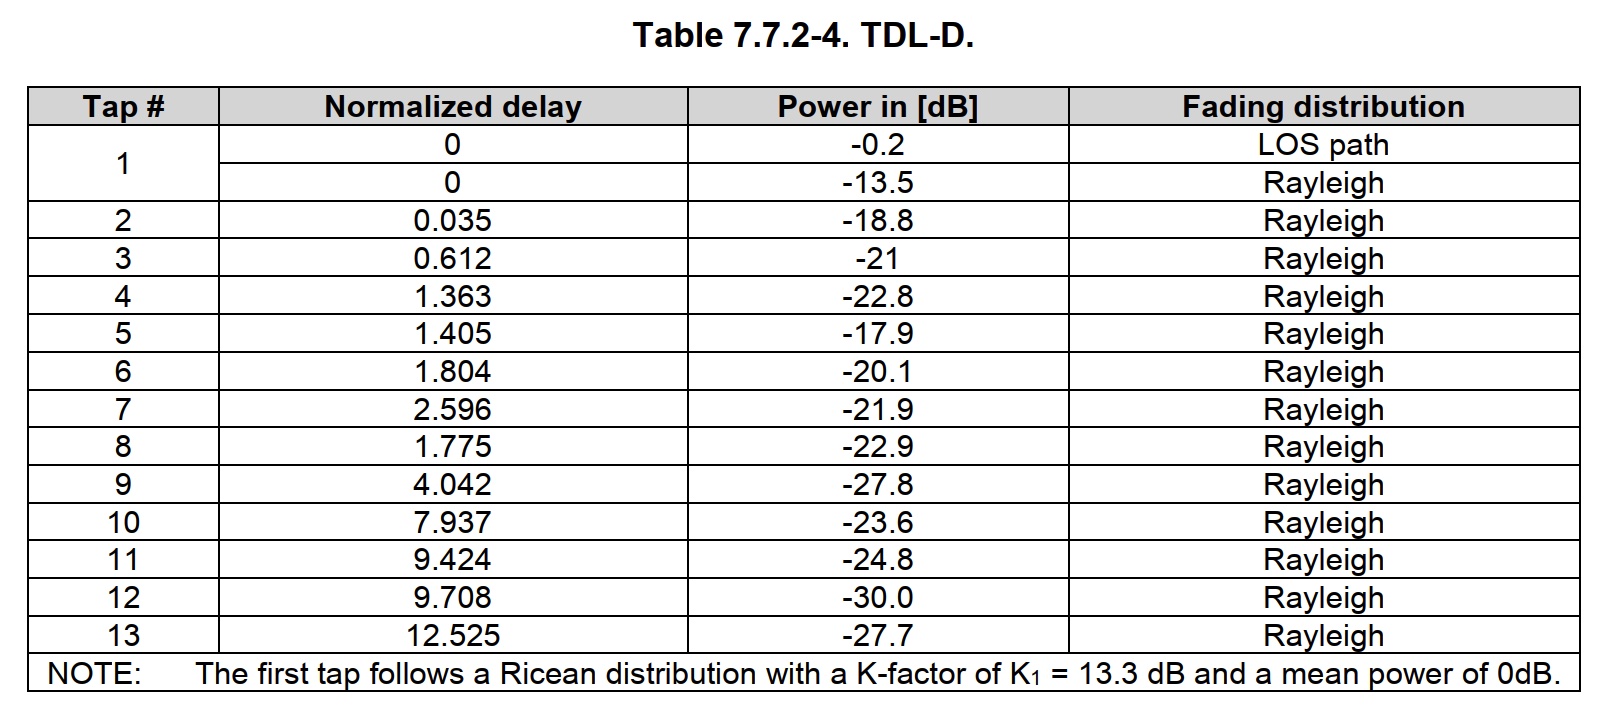 Table 7.7.2-4. TDL-D.
Tap # Normalized delay Power in [dB] Fading distribution
1 0 -0.2 LOS path
0 -13.5 Rayleigh
2 0.035 -18.8 Rayleigh
3 0.612 -21 Rayleigh
4 1.363 -22.8 Rayleigh
5 1.405 -17.9 Rayleigh
6 1.804 -20.1 Rayleigh
7 2.596 -21.9 Rayleigh
8 1.775 -22.9 Rayleigh
9 4.042 -27.8 Rayleigh
10 7.937 -23.6 Rayleigh
11 9.424 -24.8 Rayleigh
12 9.708 -30.0 Rayleigh
13 12.525 -27.7 Rayleigh
NOTE: The first tap follows a Ricean distribution with a K-factor of K₁ = 13.3 dB and a mean power of 0dB.